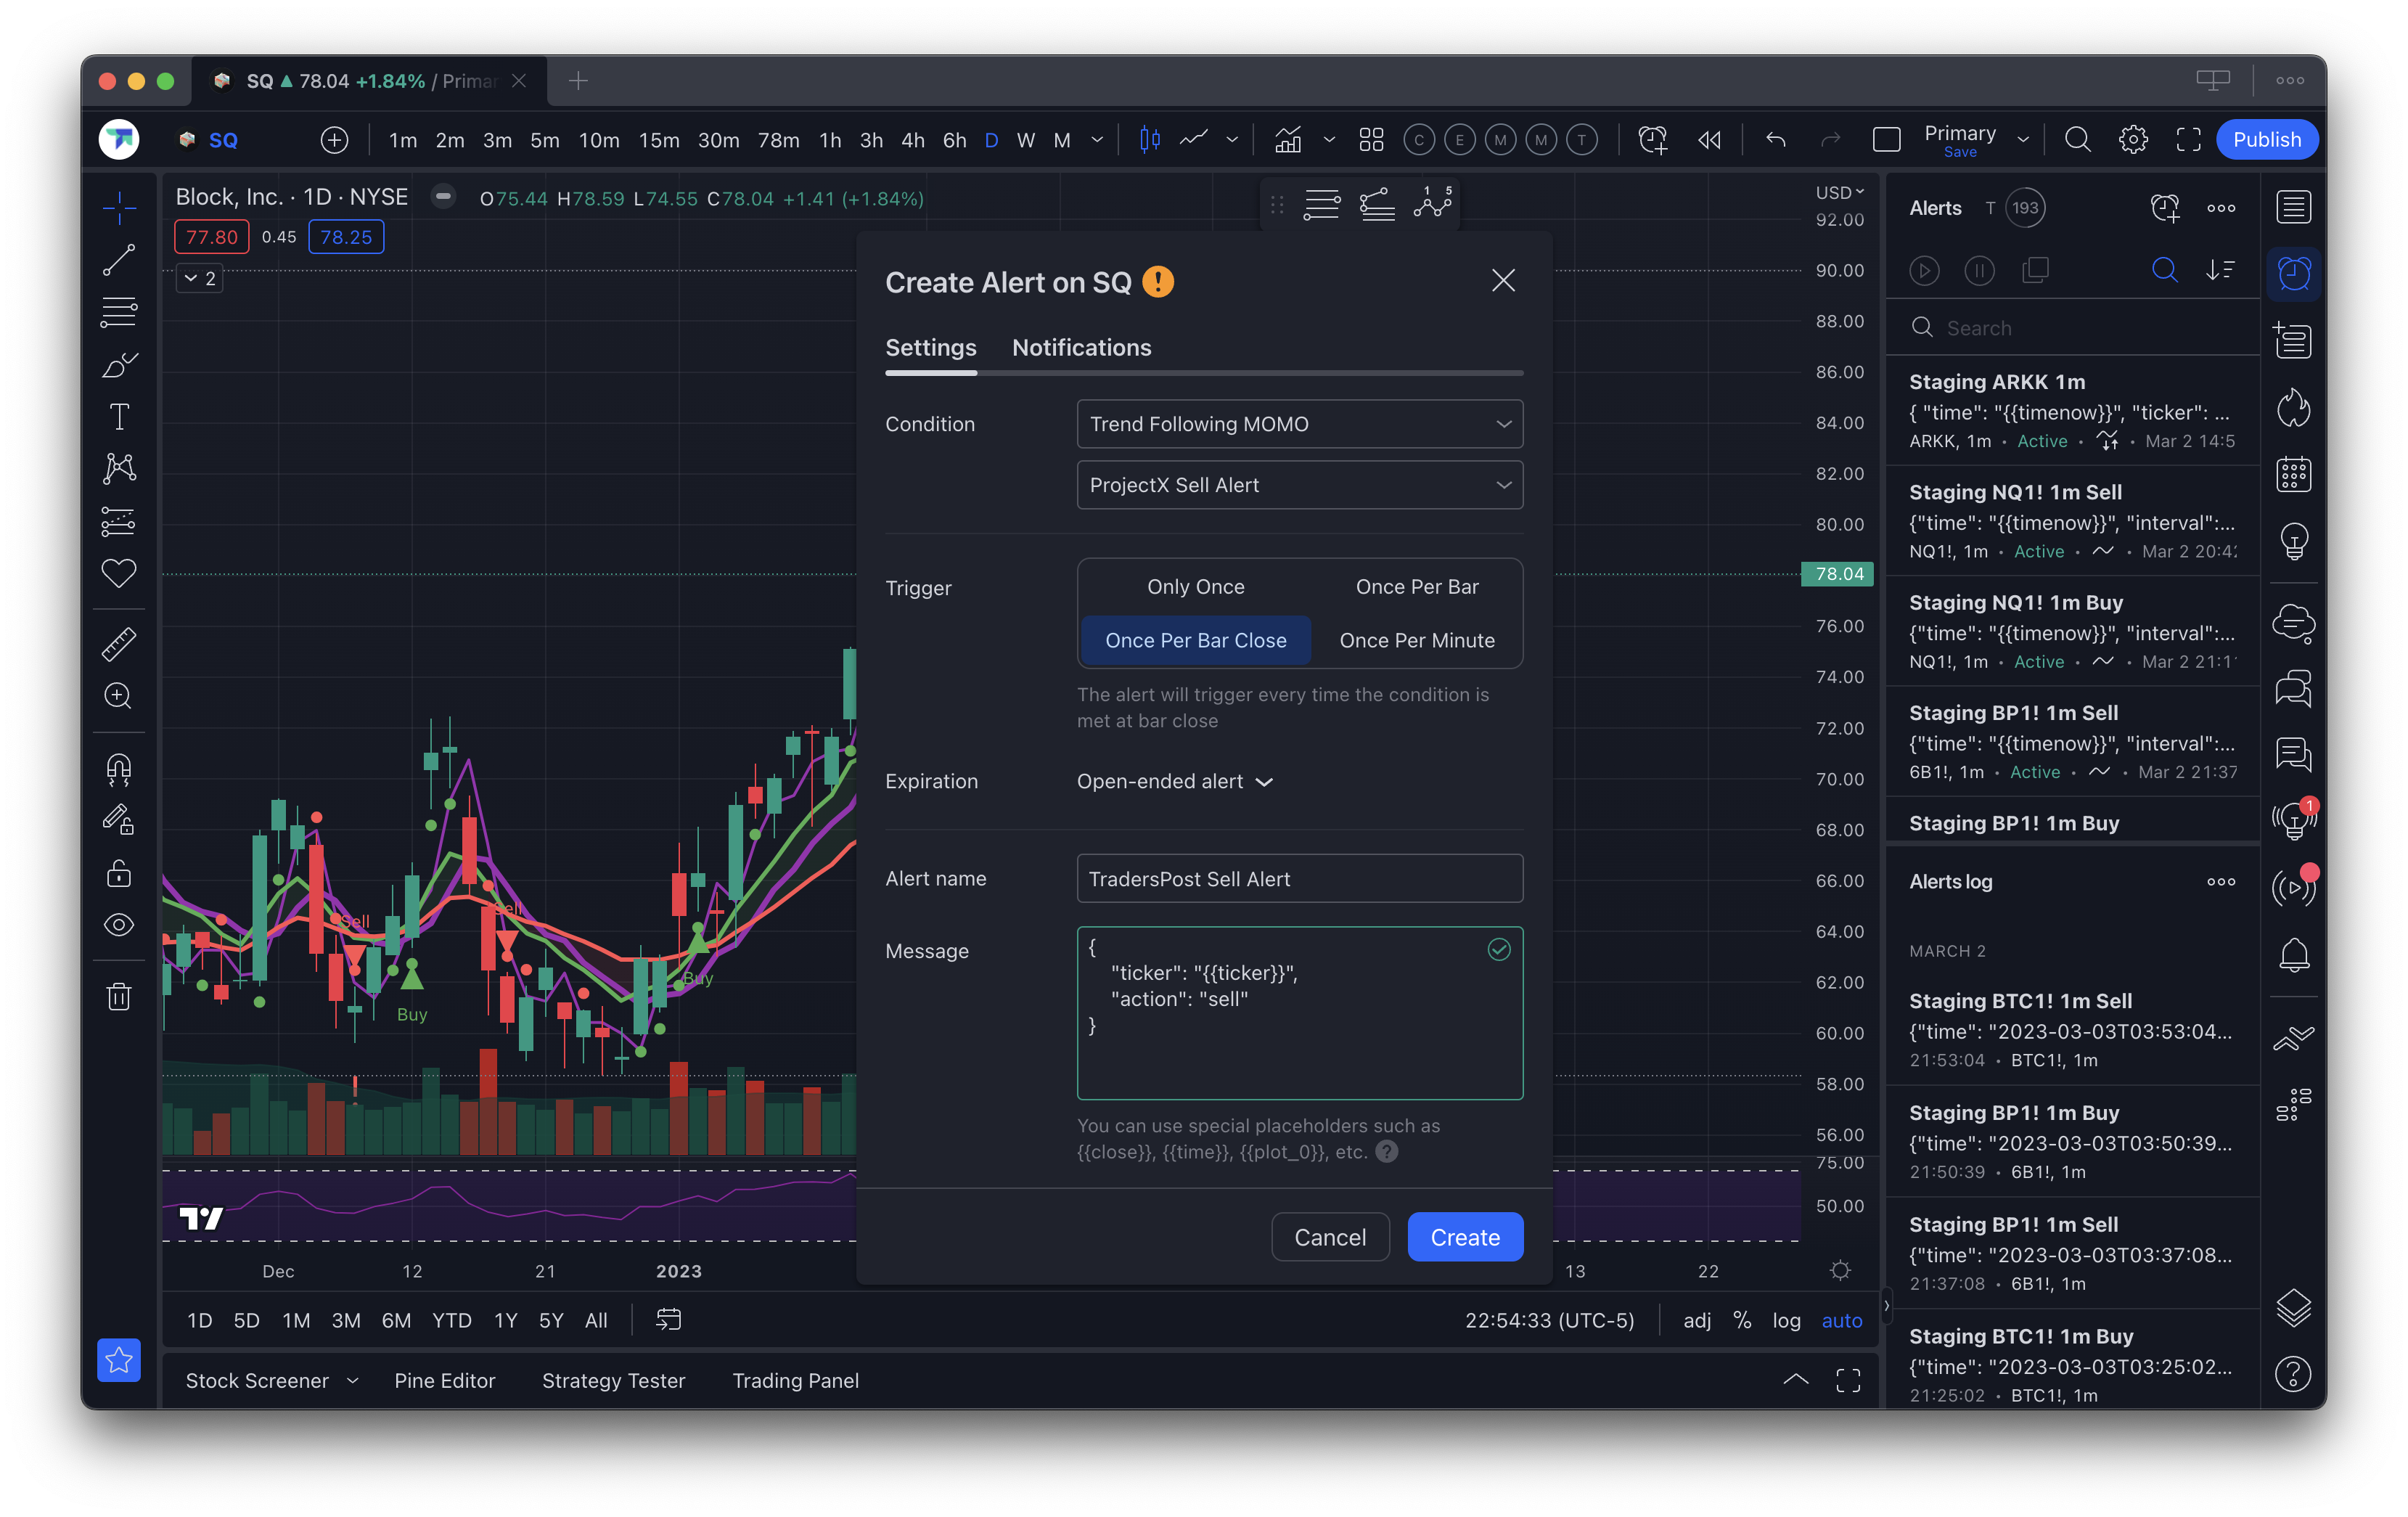 SQ ▲ 78.04 +1.84% / Primar
SQ
1m 2m 3m 5m 10m 15m 30m 78m 1h 3h 4h 6h D W M
C E M M T
Primary
Save
Publish
Block, Inc. · 1D · NYSE
O75.44 H78.59 L74.55 C78.04 +1.41 (+1.84%)
77.80 0.45 78.25
2
1 5
USD
92.00
90.00
88.00
86.00
84.00
82.00
80.00
78.04
76.00
74.00
72.00
70.00
68.00
66.00
64.00
62.00
60.00
58.00
56.00
75.00
50.00
Sell
Buy
Sell
Buy
Dec 12 21 2023 13 22
Create Alert on SQ
Settings Notifications
Condition
Trend Following MOMO
ProjectX Sell Alert
Trigger
Only Once Once Per Bar
Once Per Bar Close Once Per Minute
The alert will trigger every time the condition is
met at bar close
Expiration
Open-ended alert
Alert name
TradersPost Sell Alert
Message
{
"ticker": "{{ticker}}",
"action": "sell"
}
You can use special placeholders such as
{{close}}, {{time}}, {{plot_0}}, etc. ?
Cancel Create
1D 5D 1M 3M 6M YTD 1Y 5Y All
22:54:33 (UTC-5)
adj % log auto
Stock Screener Pine Editor Strategy Tester Trading Panel
Alerts T 193
Search
Staging ARKK 1m
{ "time": "{{timenow}}", "ticker": ...
ARKK, 1m · Active · · Mar 2 14:5
Staging NQ1! 1m Sell
{"time": "{{timenow}}", "interval":...
NQ1!, 1m · Active · · Mar 2 20:42
Staging NQ1! 1m Buy
{"time": "{{timenow}}", "interval":...
NQ1!, 1m · Active · · Mar 2 21:1
Staging BP1! 1m Sell
{"time": "{{timenow}}", "interval":...
6B1!, 1m · Active · · Mar 2 21:37
Staging BP1! 1m Buy
Alerts log
MARCH 2
Staging BTC1! 1m Sell
{"time": "2023-03-03T03:53:04...
21:53:04 · BTC1!, 1m
Staging BP1! 1m Buy
{"time": "2023-03-03T03:50:39...
21:50:39 · 6B1!, 1m
Staging BP1! 1m Sell
{"time": "2023-03-03T03:37:08...
21:37:08 · 6B1!, 1m
Staging BTC1! 1m Buy
{"time": "2023-03-03T03:25:02...
21:25:02 · BTC1!, 1m
1